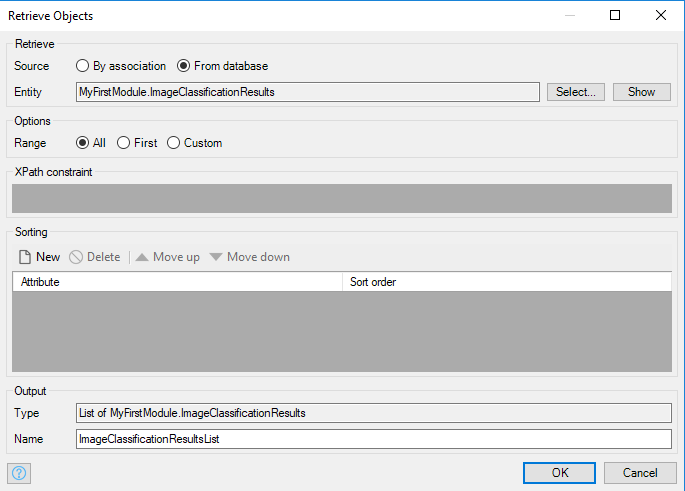 Retrieve Objects
Retrieve
Source By association From database
Entity MyFirstModule.ImageClassificationResults Select... Show
Options
Range All First Custom
XPath constraint
Sorting
New Delete Move up Move down
Attribute Sort order
Output
Type List of MyFirstModule.ImageClassificationResults
Name ImageClassificationResultsList
? OK Cancel